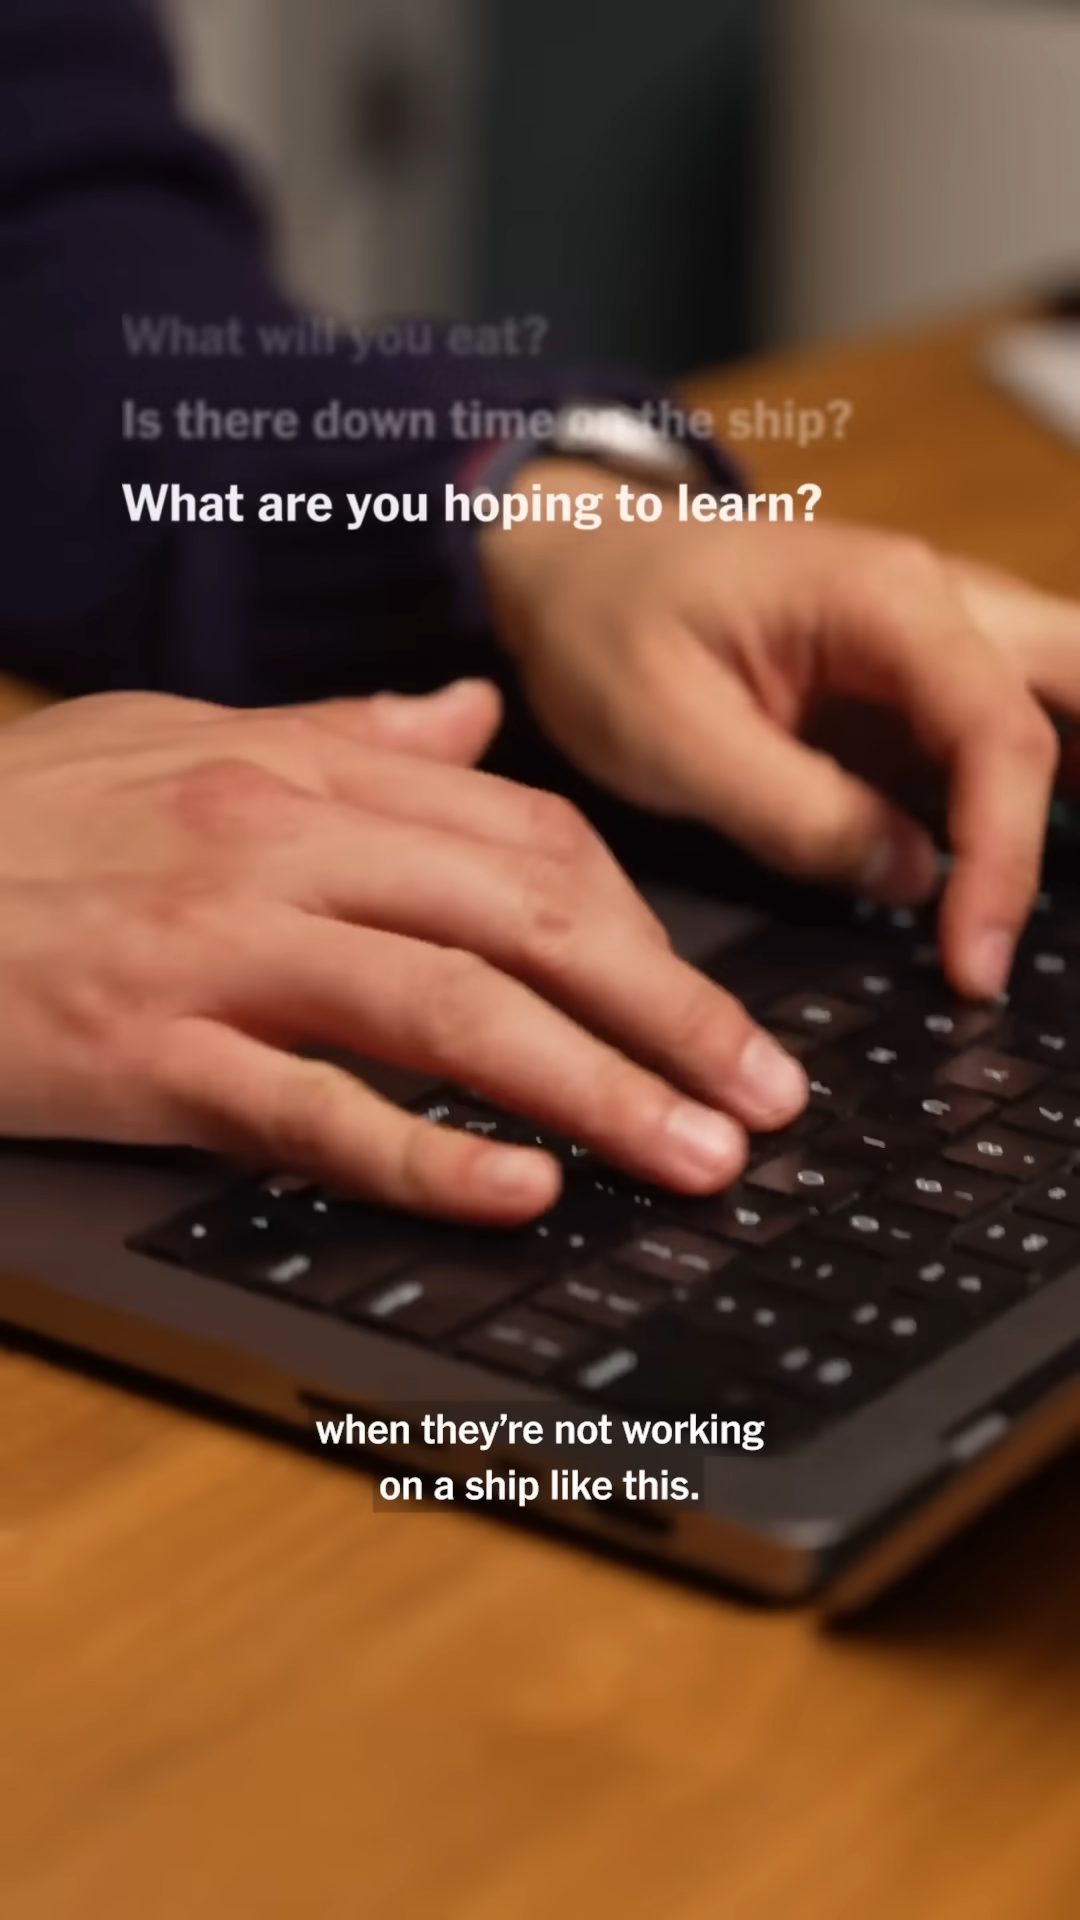 What will you eat?
Is there down time on the ship?
What are you hoping to learn?
when they’re not working
on a ship like this.